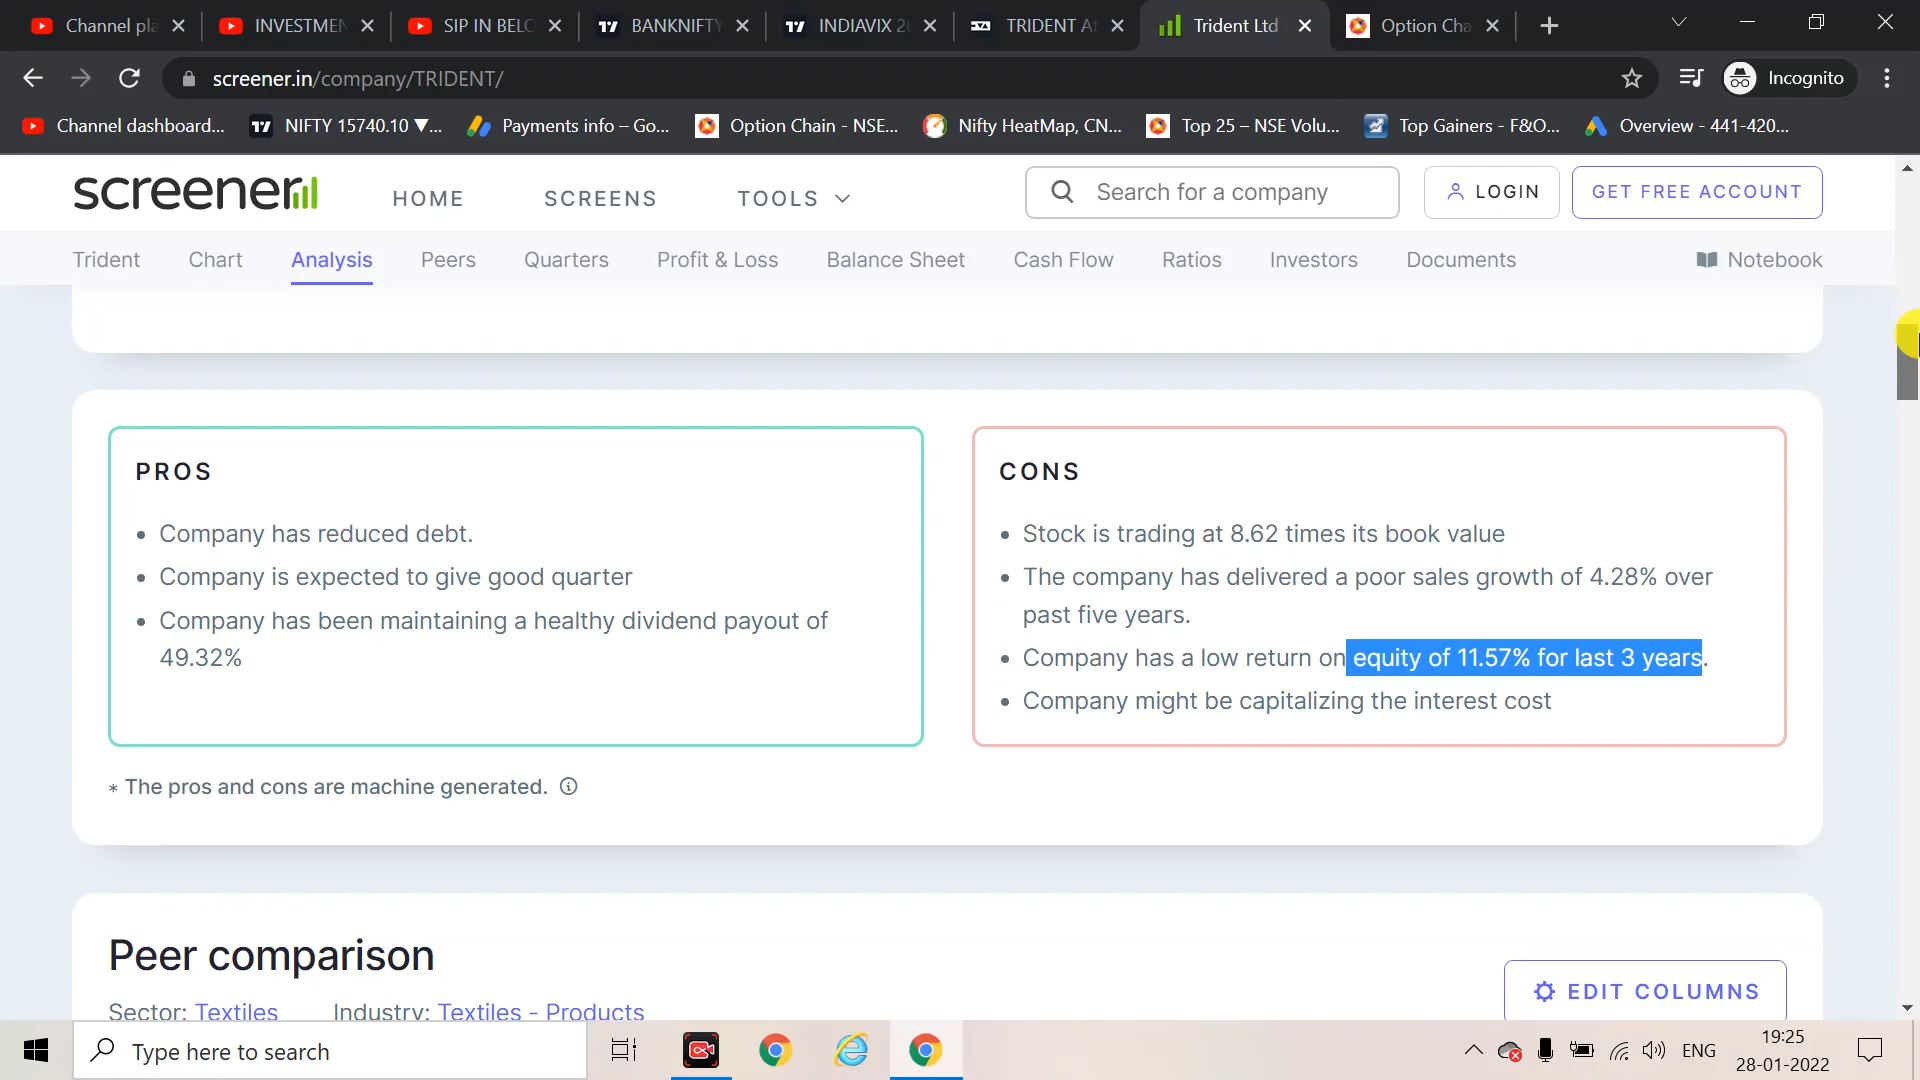 Channel pla
INVESTMEN
SIP IN BELO
BANKNIFTY
INDIAVIX 2
TRIDENT At
Trident Ltd
Option Cha
screener.in/company/TRIDENT/
Incognito
Channel dashboard...
NIFTY 15740.10 ▼...
Payments info – Go...
Option Chain - NSE...
Nifty HeatMap, CN...
Top 25 – NSE Volu...
Top Gainers - F&O...
Overview - 441-420...
screener
HOME
SCREENS
TOOLS
Search for a company
LOGIN
GET FREE ACCOUNT
Trident
Chart
Analysis
Peers
Quarters
Profit & Loss
Balance Sheet
Cash Flow
Ratios
Investors
Documents
Notebook
PROS
• Company has reduced debt.
• Company is expected to give good quarter
• Company has been maintaining a healthy dividend payout of
49.32%
CONS
• Stock is trading at 8.62 times its book value
• The company has delivered a poor sales growth of 4.28% over
past five years.
• Company has a low return on equity of 11.57% for last 3 years.
• Company might be capitalizing the interest cost
* The pros and cons are machine generated.
Peer comparison
Sector: Textiles Industry: Textiles - Products
EDIT COLUMNS
Type here to search
ENG
19:25
28-01-2022